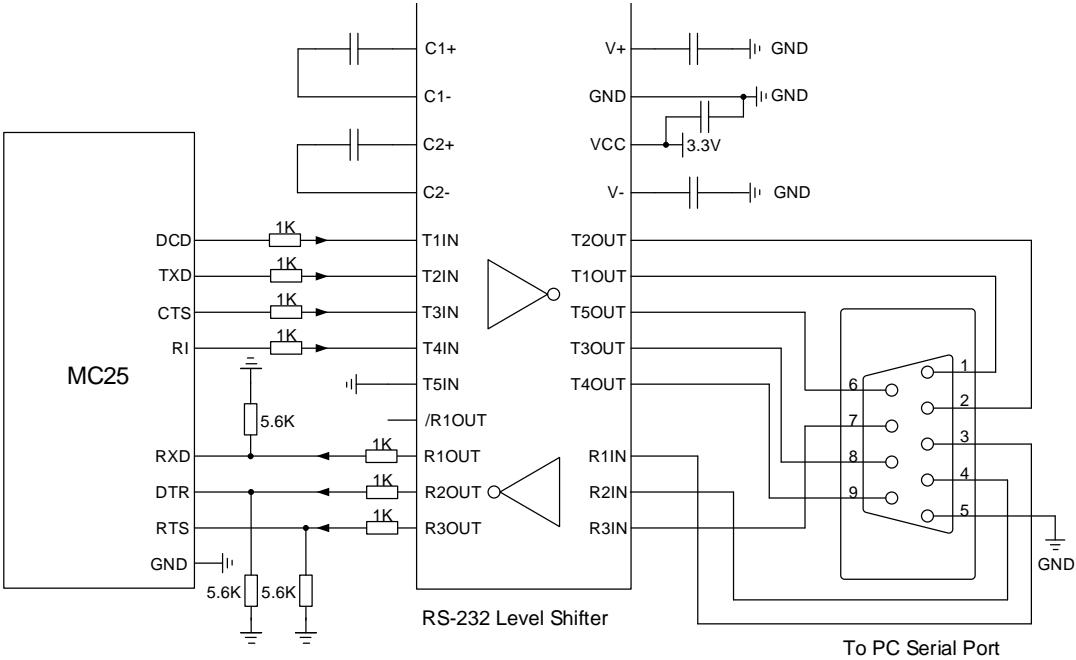 C1+
V+
GND
C1-
GND
GND
C2+
VCC
3.3V
C2-
V-
GND
DCD
1K
T1IN
T2OUT
TXD
1K
T2IN
T1OUT
CTS
1K
T3IN
T5OUT
RI
1K
T4IN
T3OUT
MC25
T5IN
T4OUT
5.6K
/R1OUT
RXD
1K
R1OUT
R1IN
DTR
1K
R2OUT
R2IN
RTS
1K
R3OUT
R3IN
GND
5.6K
5.6K
1
6
2
7
3
8
4
9
5
GND
RS-232 Level Shifter
To PC Serial Port